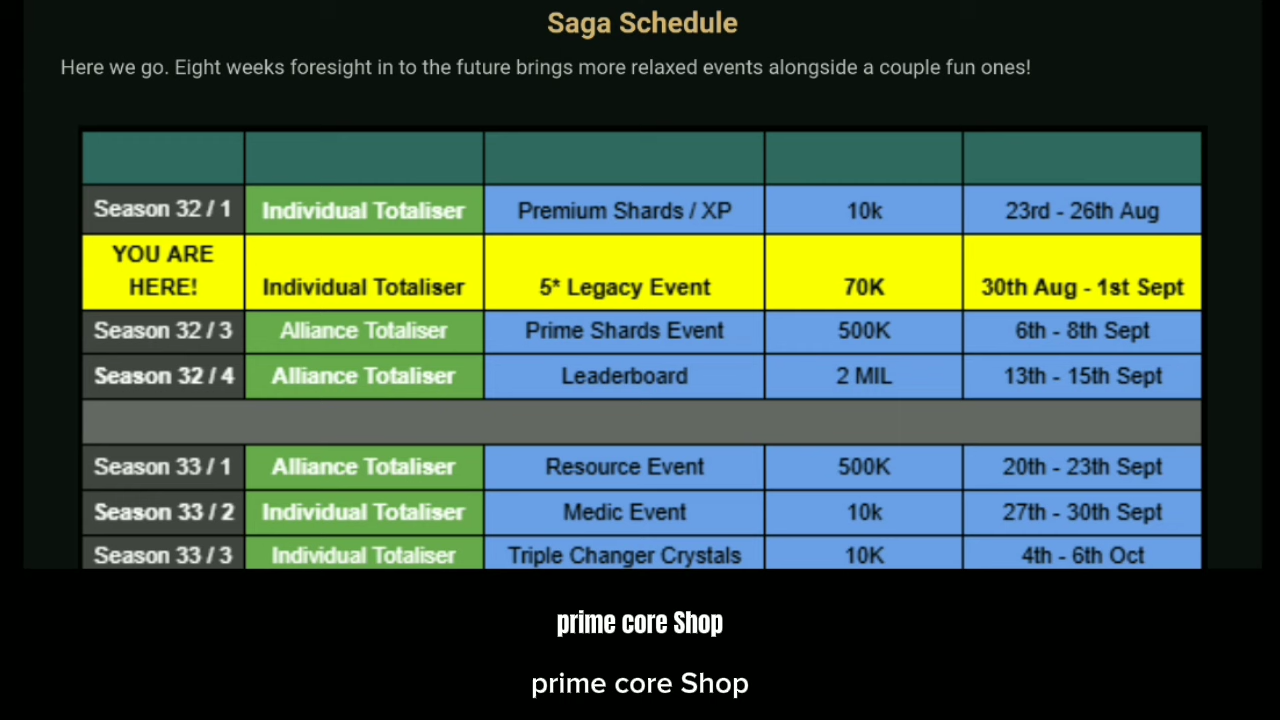 Saga Schedule
Here we go. Eight weeks foresight in to the future brings more relaxed events alongside a couple fun ones!
Season 32 / 1 Individual Totaliser Premium Shards / XP 10k 23rd - 26th Aug
YOU ARE
HERE! Individual Totaliser 5* Legacy Event 70K 30th Aug - 1st Sept
Season 32 / 3 Alliance Totaliser Prime Shards Event 500K 6th - 8th Sept
Season 32 / 4 Alliance Totaliser Leaderboard 2 MIL 13th - 15th Sept
Season 33 / 1 Alliance Totaliser Resource Event 500K 20th - 23th Sept
Season 33 / 2 Individual Totaliser Medic Event 10k 27th - 30th Sept
Season 33 / 3 Individual Totaliser Triple Changer Crystals 10K 4th - 6th Oct
prime core Shop
prime core Shop